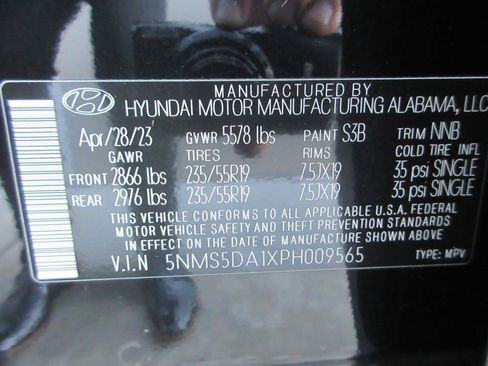 MANUFACTURED BY
HYUNDAI MOTOR MANUFACTURING ALABAMA, LLC
Apr/28/23 GVWR 5578 lbs PAINT S3B TRIM NNB
GAWR TIRES RIMS COLD TIRE INFL
FRONT 2866 lbs 235/55R19 7.5JX19 35 psi SINGLE
REAR 2976 lbs 235/55R19 7.5JX19 35 psi SINGLE
THIS VEHICLE CONFORMS TO ALL APPLICABLE U.S.A. FEDERAL
MOTOR VEHICLE SAFETY AND THEFT PREVENTION STANDARDS
IN EFFECT ON THE DATE OF MANUFACTURE SHOWN ABOVE.
V.I.N 5NMS5DA1XPH009565 TYPE: MPV